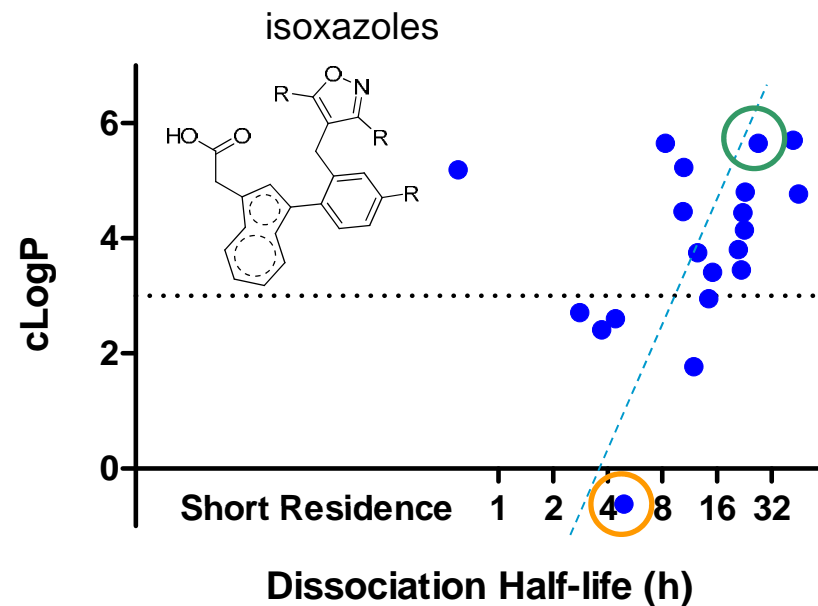 isoxazoles
O
N
R
R
HO
O
R
6
4
2
0
cLogP
Short Residence 1 2 4 8 16 32
Dissociation Half-life (h)